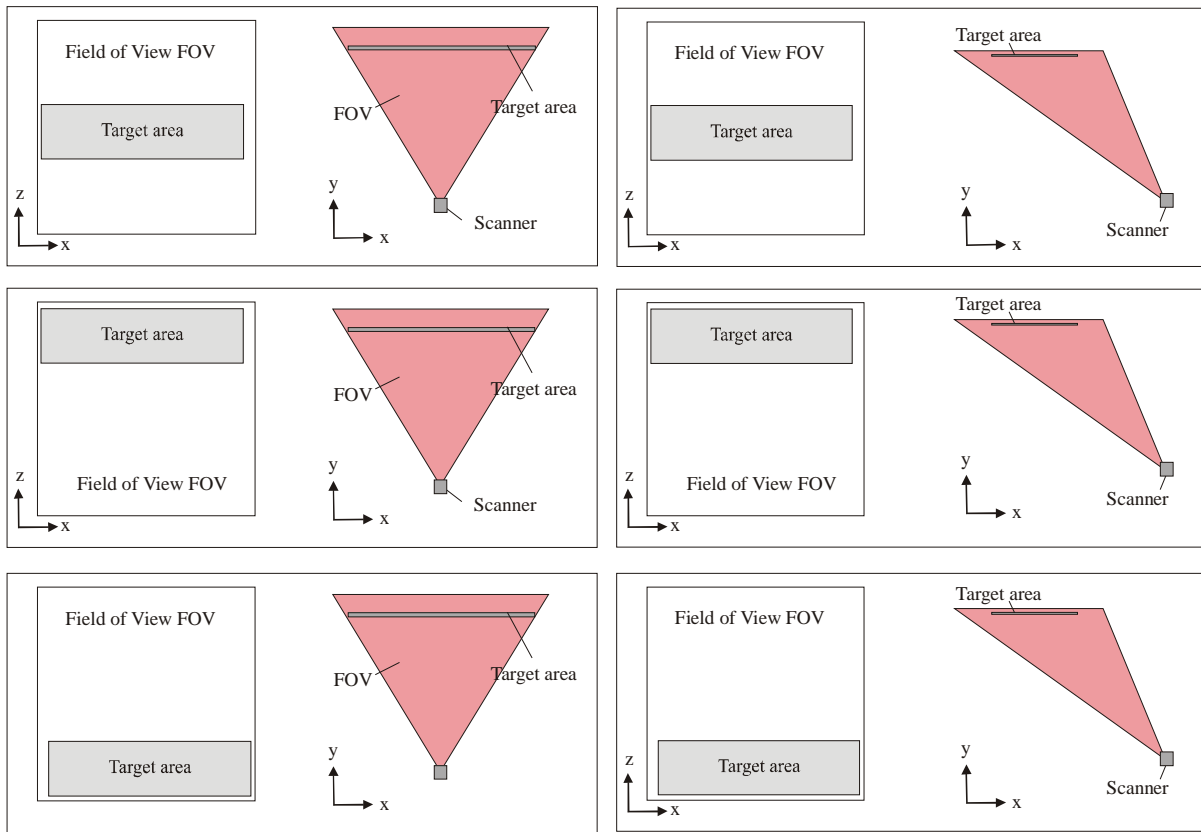 Field of View FOV
Target area
z
x
FOV
Target area
y
x
Scanner
Field of View FOV
Target area
z
x
Target area
y
x
Scanner
Target area
Field of View FOV
z
x
FOV
Target area
y
x
Scanner
Target area
Field of View FOV
z
x
Target area
y
x
Scanner
Field of View FOV
Target area
FOV
Target area
y
x
Field of View FOV
Target area
z
x
Target area
y
x
Scanner